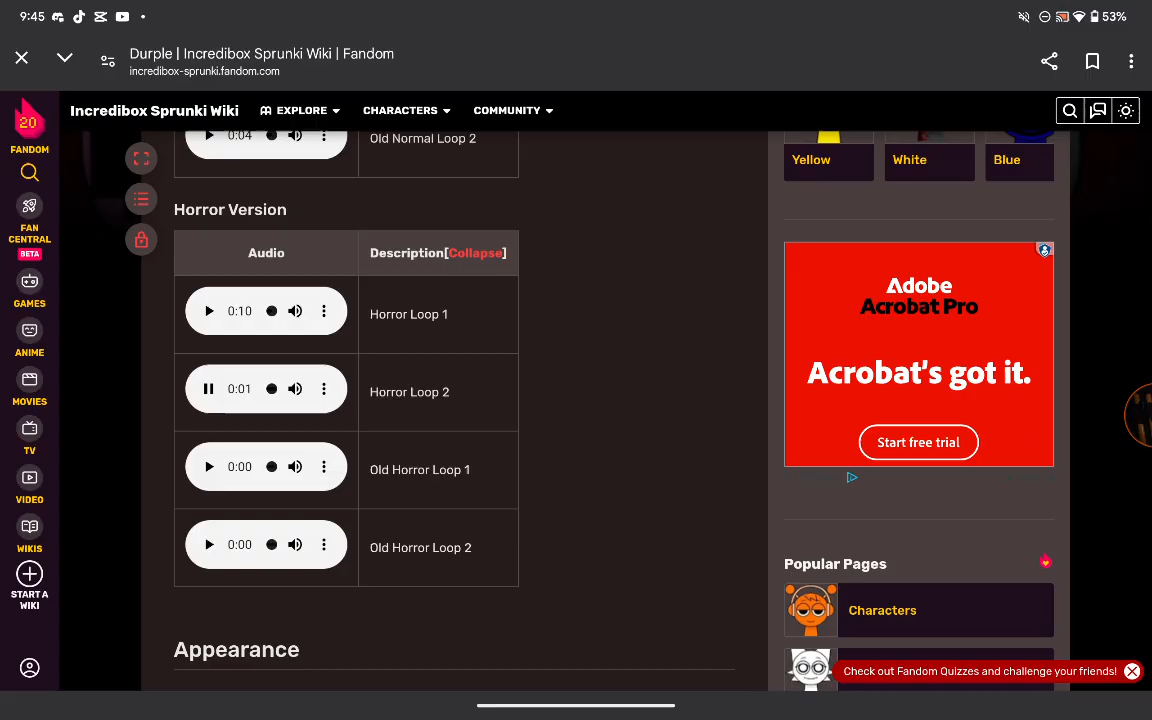 9:45
53%
Durple | Incredibox Sprunki Wiki | Fandom
incredibox-sprunki.fandom.com
20
FANDOM
FAN
CENTRAL
BETA
GAMES
ANIME
MOVIES
TV
VIDEO
WIKIS
START A
WIKI
Incredibox Sprunki Wiki
EXPLORE
CHARACTERS
COMMUNITY
0:04
Old Normal Loop 2
Horror Version
Audio
Description[Collapse]
0:10
Horror Loop 1
0:01
Horror Loop 2
0:00
Old Horror Loop 1
0:00
Old Horror Loop 2
Appearance
Yellow
White
Blue
Adobe
Acrobat Pro
Acrobat's got it.
Start free trial
Popular Pages
Characters
Check out Fandom Quizzes and challenge your friends!